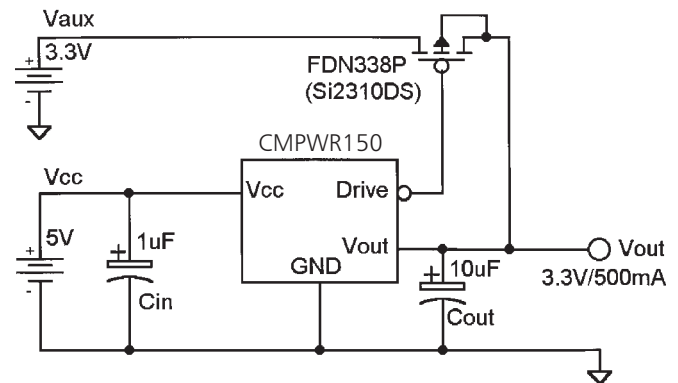 Vaux
+
3.3V
-
FDN338P
(Si2310DS)
CMPWR150
Vcc
Vcc
Drive
+
5V
-
+
1uF
Cin
Vout
GND
+
10uF
Cout
Vout
3.3V/500mA